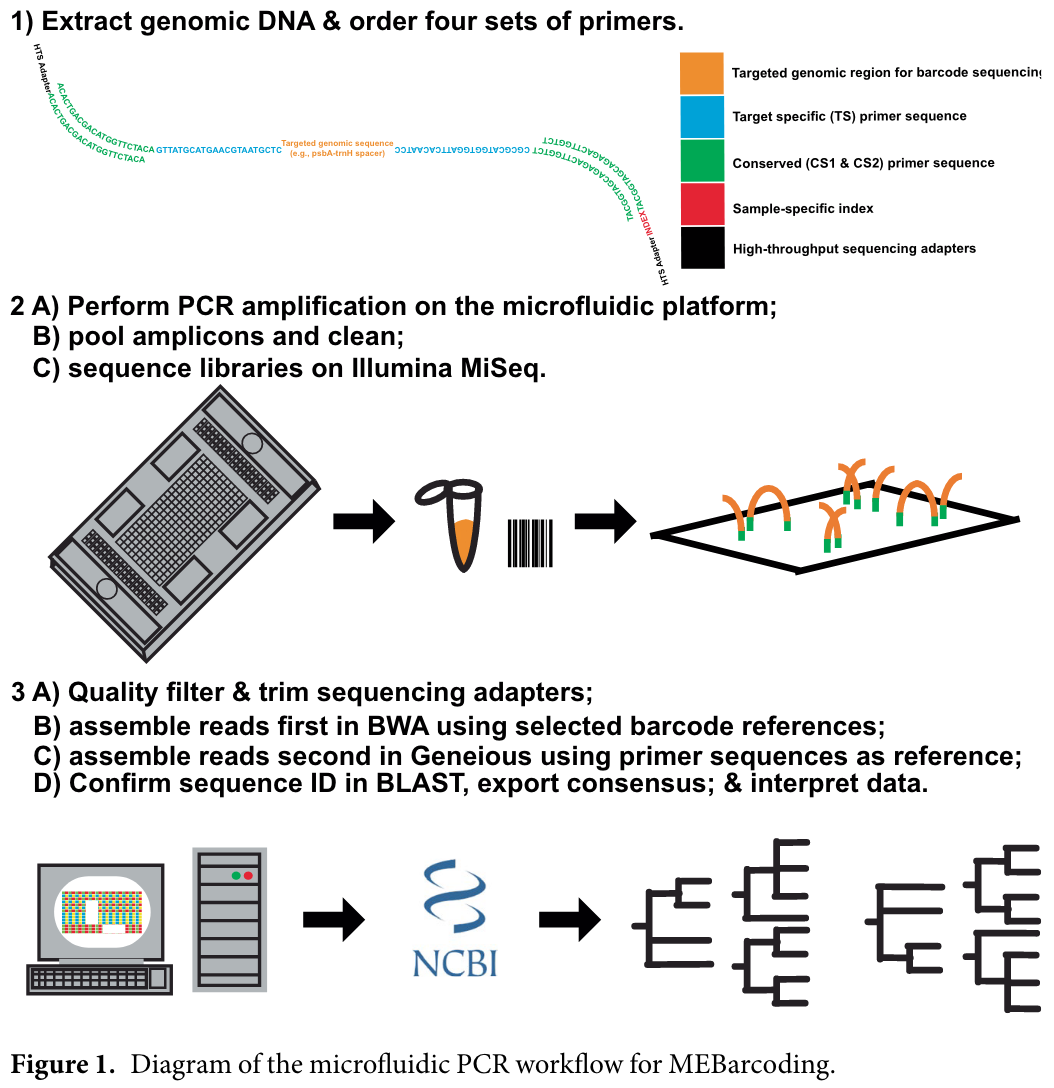 1) Extract genomic DNA & order four sets of primers.
HTS Adapter
ACACTGACGACATGGTTCTACA
ACACTGACGACATGGTTCTACA
GTTATGCATGAACGTAATGCTC
Targeted genomic sequence
(e.g., psbA-trnH spacer)
CGCGCATGGTGGATTCACAATCC
TACGGTAGCAGAGACTTGGTCT
TACGGTAGCAGAGACTTGGTCT
INDEX
HTS Adapter
Targeted genomic region for barcode sequencing
Target specific (TS) primer sequence
Conserved (CS1 & CS2) primer sequence
Sample-specific index
High-throughput sequencing adapters
2 A) Perform PCR amplification on the microfluidic platform;
B) pool amplicons and clean;
C) sequence libraries on Illumina MiSeq.
3 A) Quality filter & trim sequencing adapters;
B) assemble reads first in BWA using selected barcode references;
C) assemble reads second in Geneious using primer sequences as reference;
D) Confirm sequence ID in BLAST, export consensus; & interpret data.
NCBI
Figure 1. Diagram of the microfluidic PCR workflow for MEBarcoding.